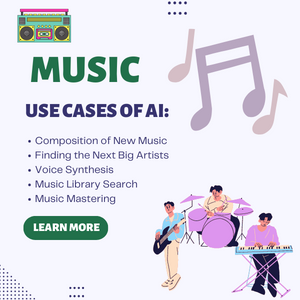 MUSIC
USE CASES OF AI:
• Composition of New Music
• Finding the Next Big Artists
• Voice Synthesis
• Music Library Search
• Music Mastering
LEARN MORE